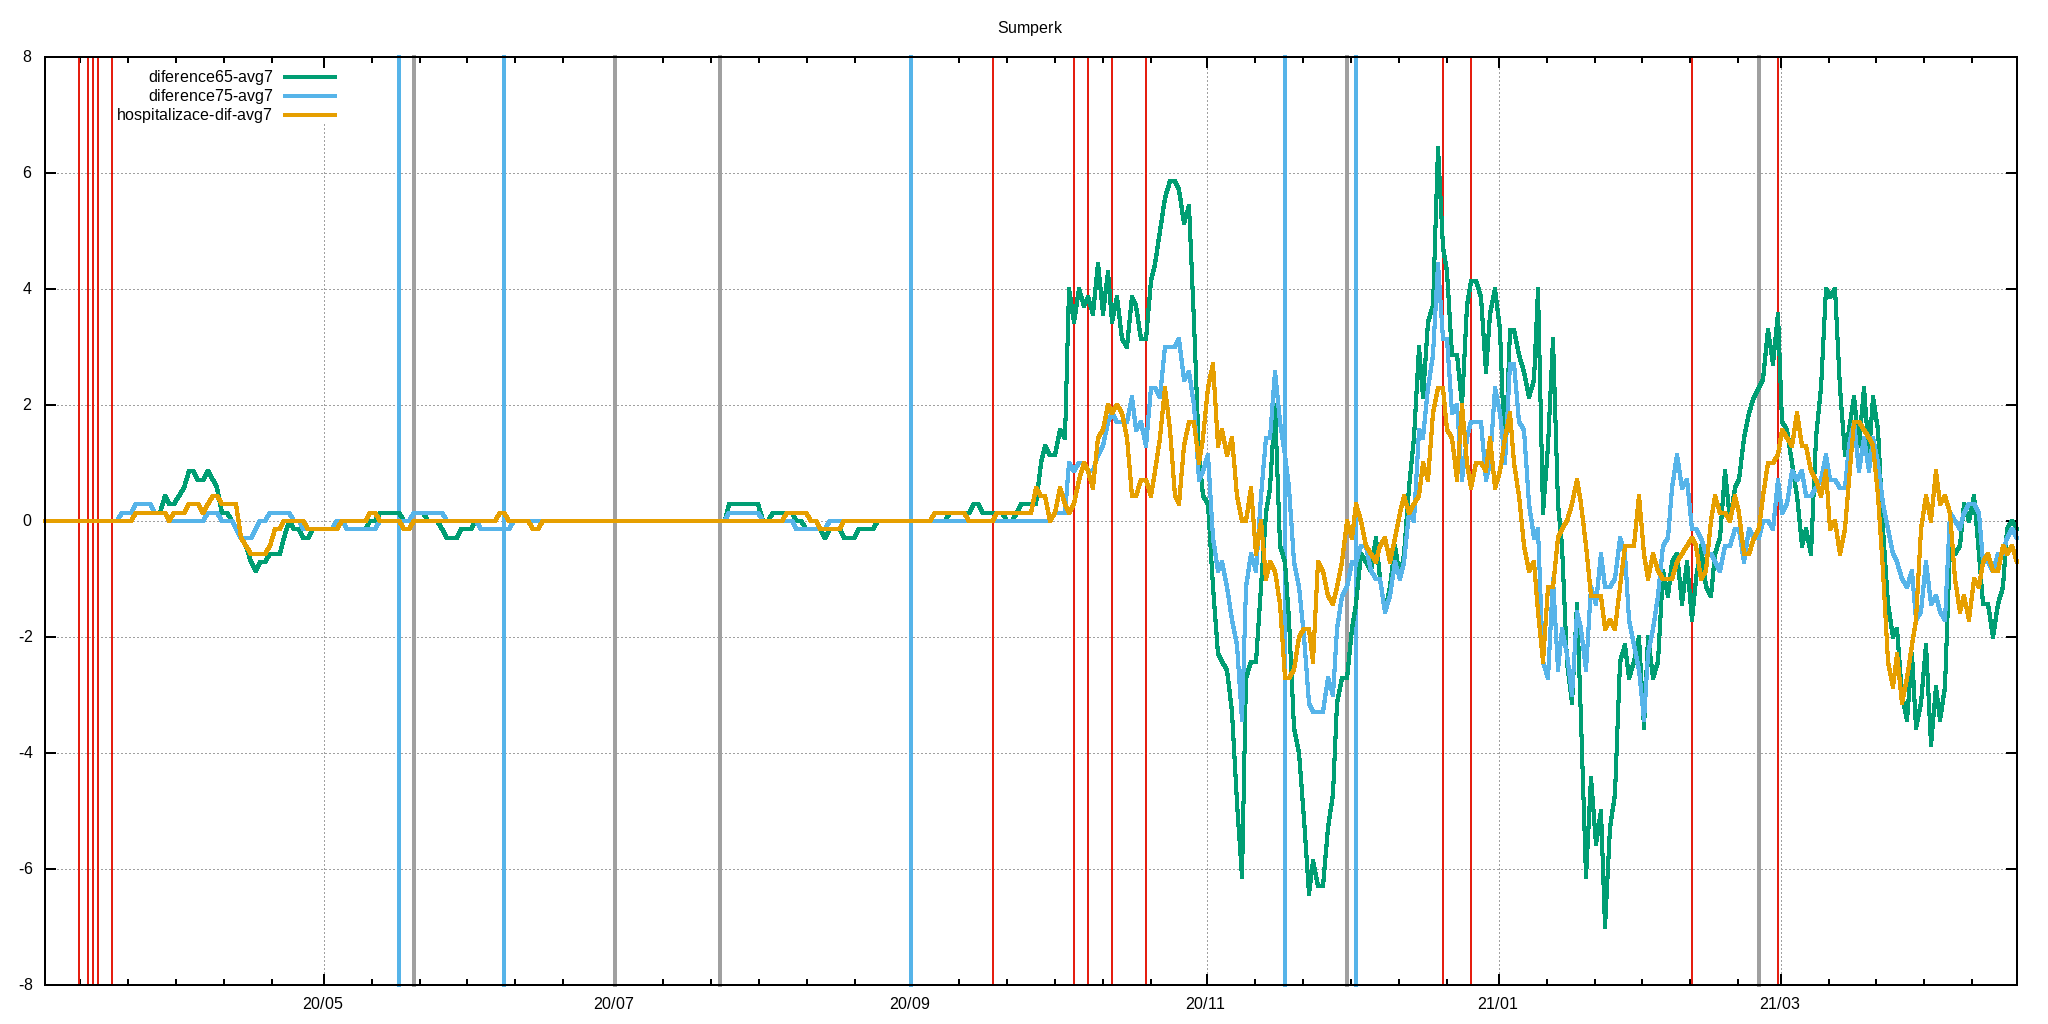 Sumperk
diference65-avg7
diference75-avg7
hospitalizace-dif-avg7
8
6
4
2
0
-2
-4
-6
-8
20/05 20/07 20/09 20/11 21/01 21/03